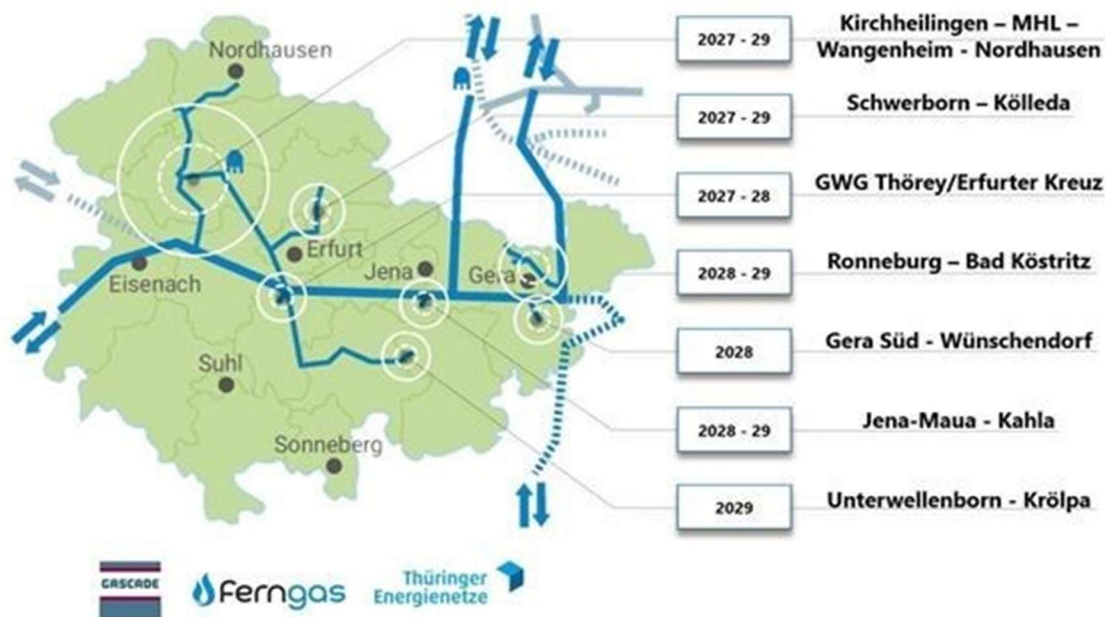 Nordhausen
Erfurt
Jena
Gera
Eisenach
Suhl
Sonneberg
2027 - 29
Kirchheilingen – MHL –
Wangenheim - Nordhausen
2027 - 29
Schwerborn – Kölleda
2027 - 28
GWG Thörey/Erfurter Kreuz
2028 - 29
Ronneburg – Bad Köstritz
2028
Gera Süd - Wünschendorf
2028 - 29
Jena-Maua - Kahla
2029
Unterwellenborn - Krölpa
GASCADE
Ferngas
Thüringer
Energienetze